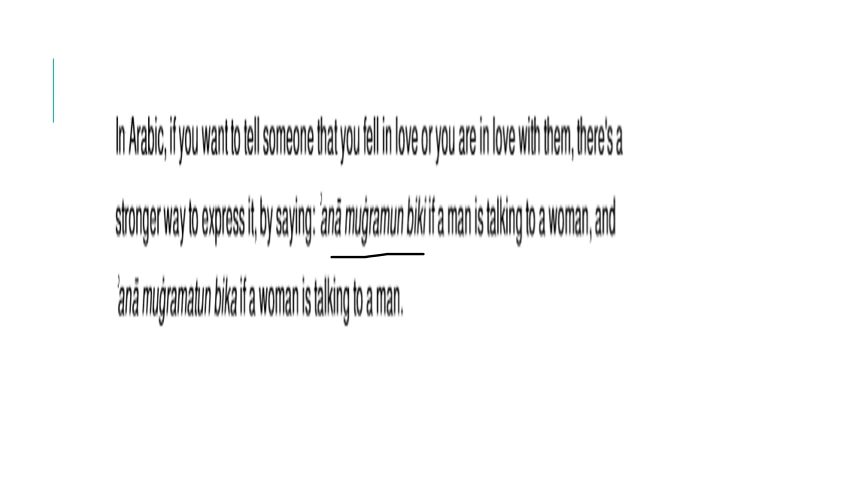 In Arabic, if you want to tell someone that you fell in love or you are in love with them, there's a
stronger way to express it, by saying: ʾanā muġramun biki if a man is talking to a woman, and
ʾanā muġramatun bika if a woman is talking to a man.